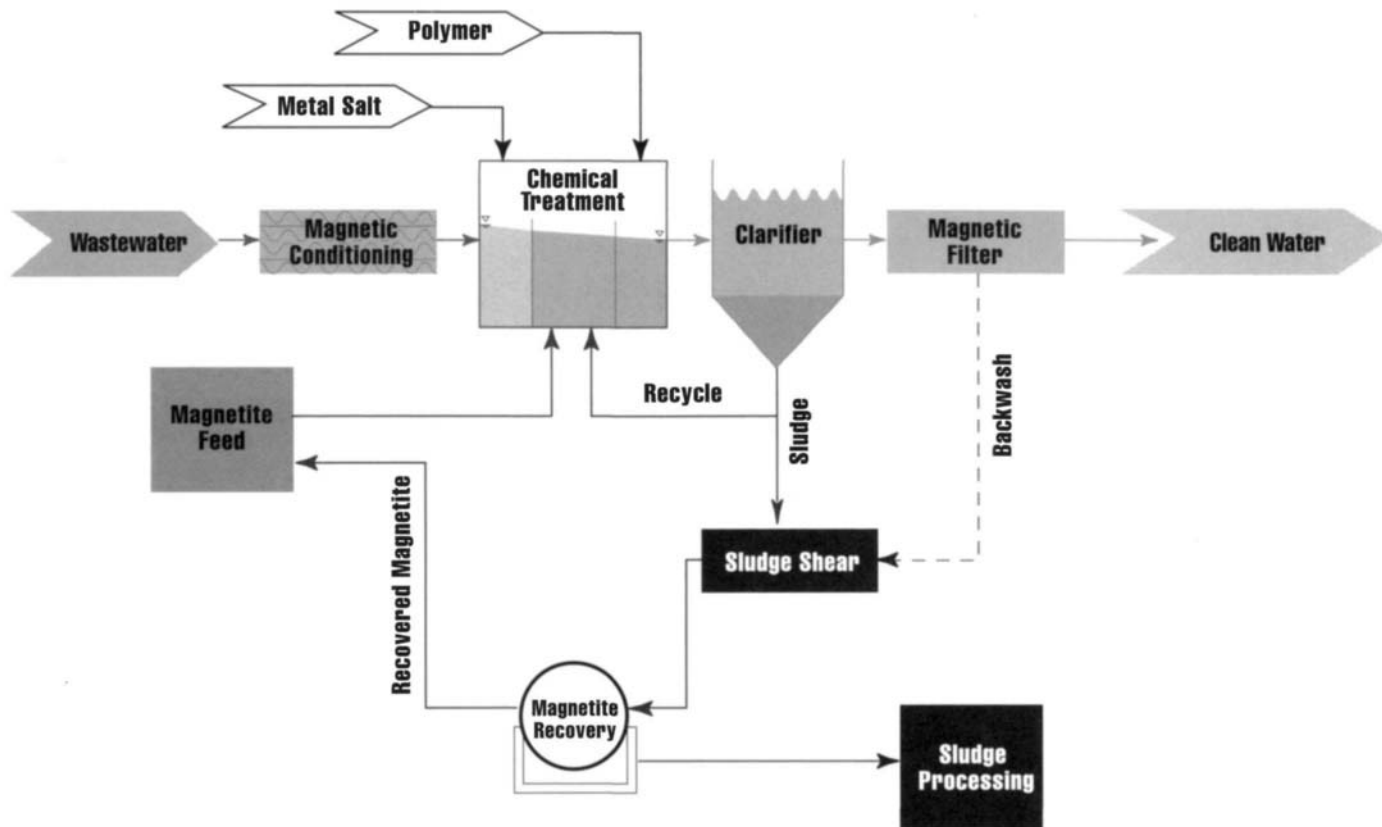 Polymer
Metal Salt
Chemical
Treatment
Wastewater
Magnetic
Conditioning
Clarifier
Magnetic
Filter
Clean Water
Magnetite
Feed
Recycle
Sludge
Backwash
Recovered Magnetite
Sludge Shear
Magnetite
Recovery
Sludge
Processing